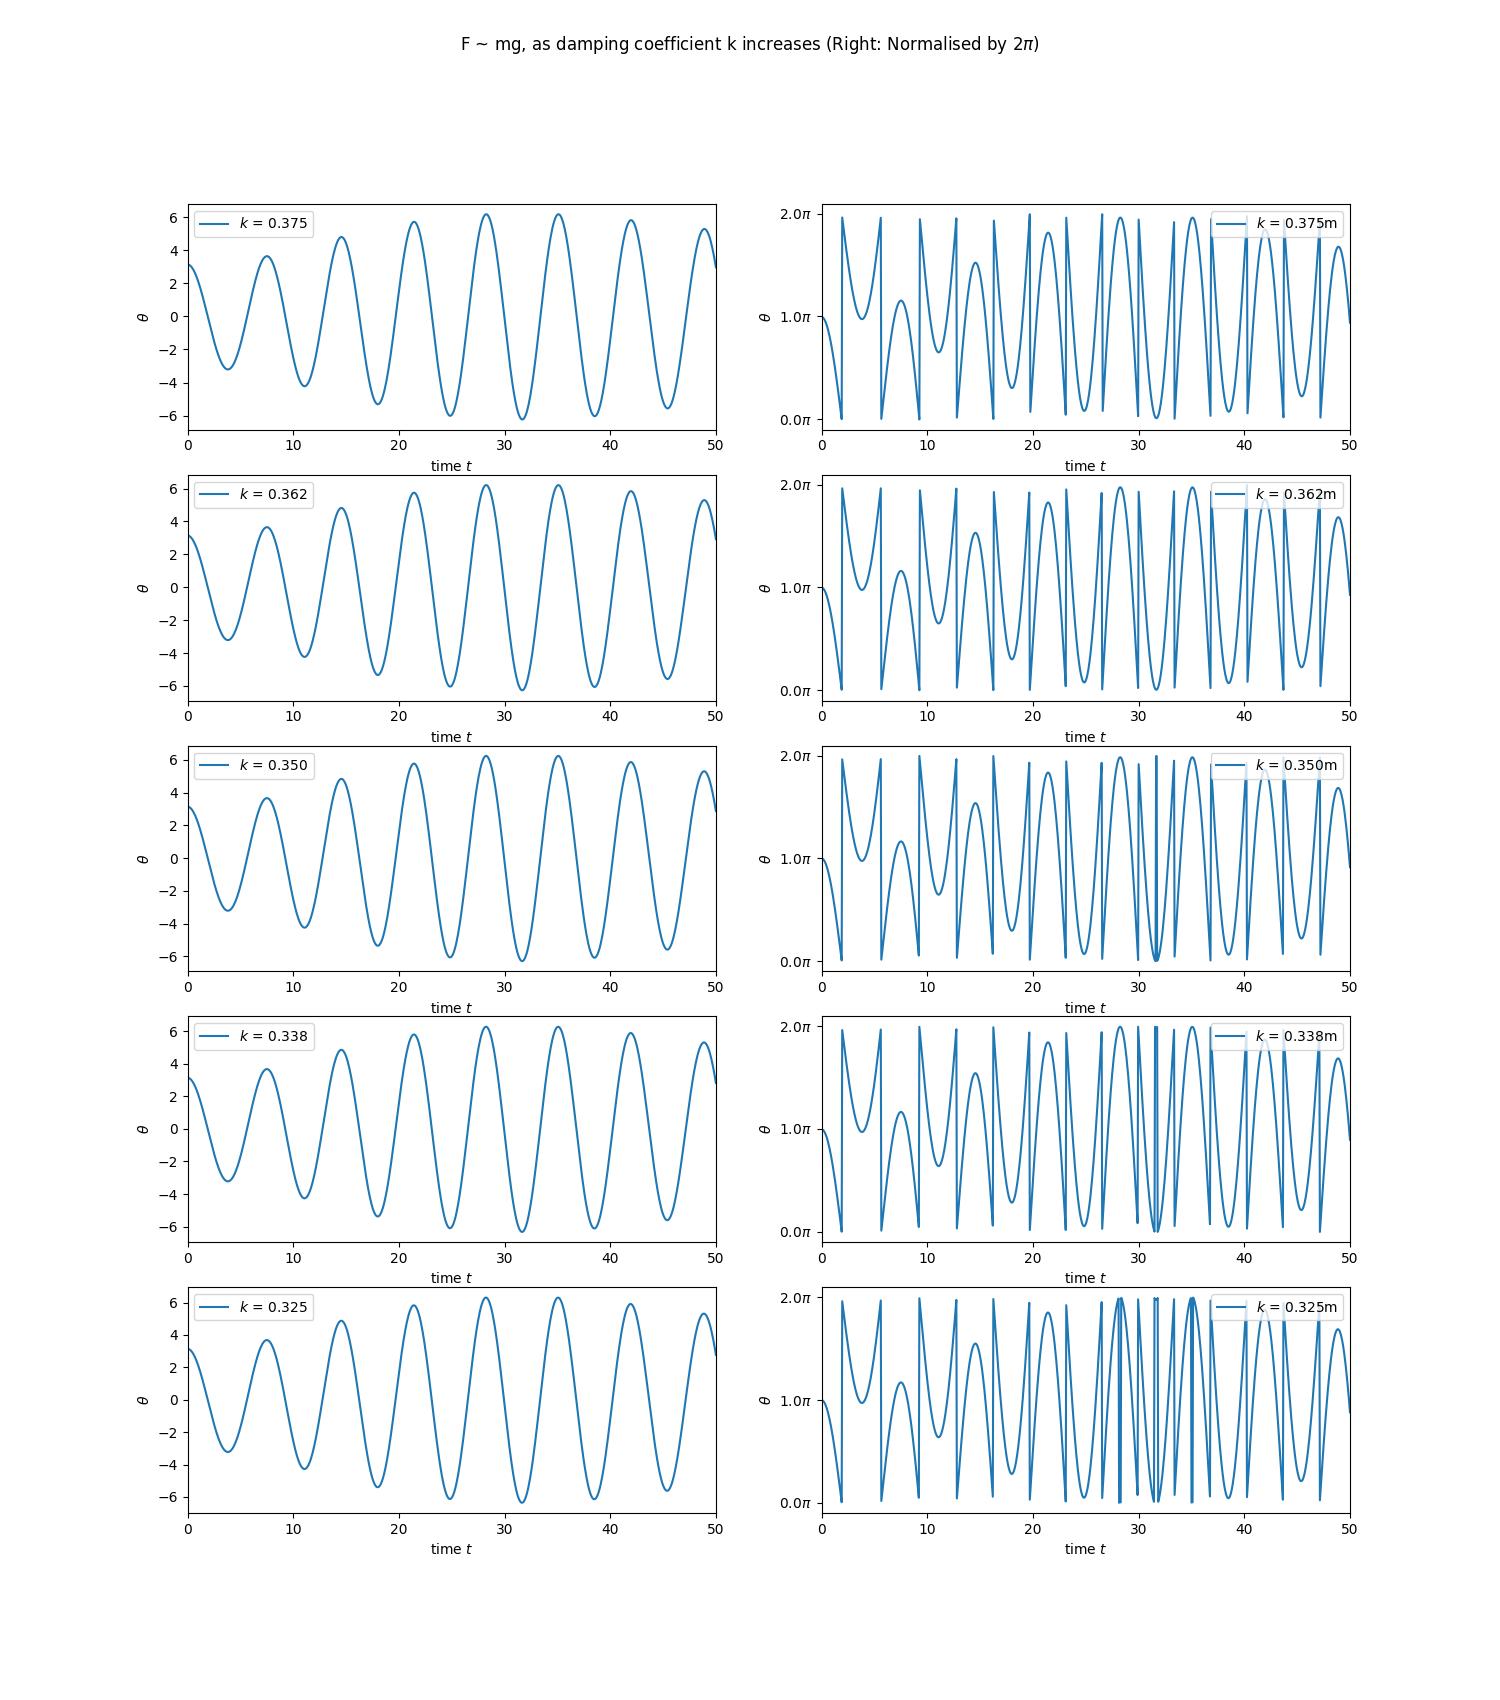 F ~ mg, as damping coefficient k increases (Right: Normalised by 2π)
k = 0.375
6
4
2
0
−2
−4
−6
θ
0 10 20 30 40 50
time t
k = 0.375m
2.0π
1.0π
0.0π
θ
0 10 20 30 40 50
time t
k = 0.362
6
4
2
0
−2
−4
−6
θ
0 10 20 30 40 50
time t
k = 0.362m
2.0π
1.0π
0.0π
θ
0 10 20 30 40 50
time t
k = 0.350
6
4
2
0
−2
−4
−6
θ
0 10 20 30 40 50
time t
k = 0.350m
2.0π
1.0π
0.0π
θ
0 10 20 30 40 50
time t
k = 0.338
6
4
2
0
−2
−4
−6
θ
0 10 20 30 40 50
time t
k = 0.338m
2.0π
1.0π
0.0π
θ
0 10 20 30 40 50
time t
k = 0.325
6
4
2
0
−2
−4
−6
θ
0 10 20 30 40 50
time t
k = 0.325m
2.0π
1.0π
0.0π
θ
0 10 20 30 40 50
time t